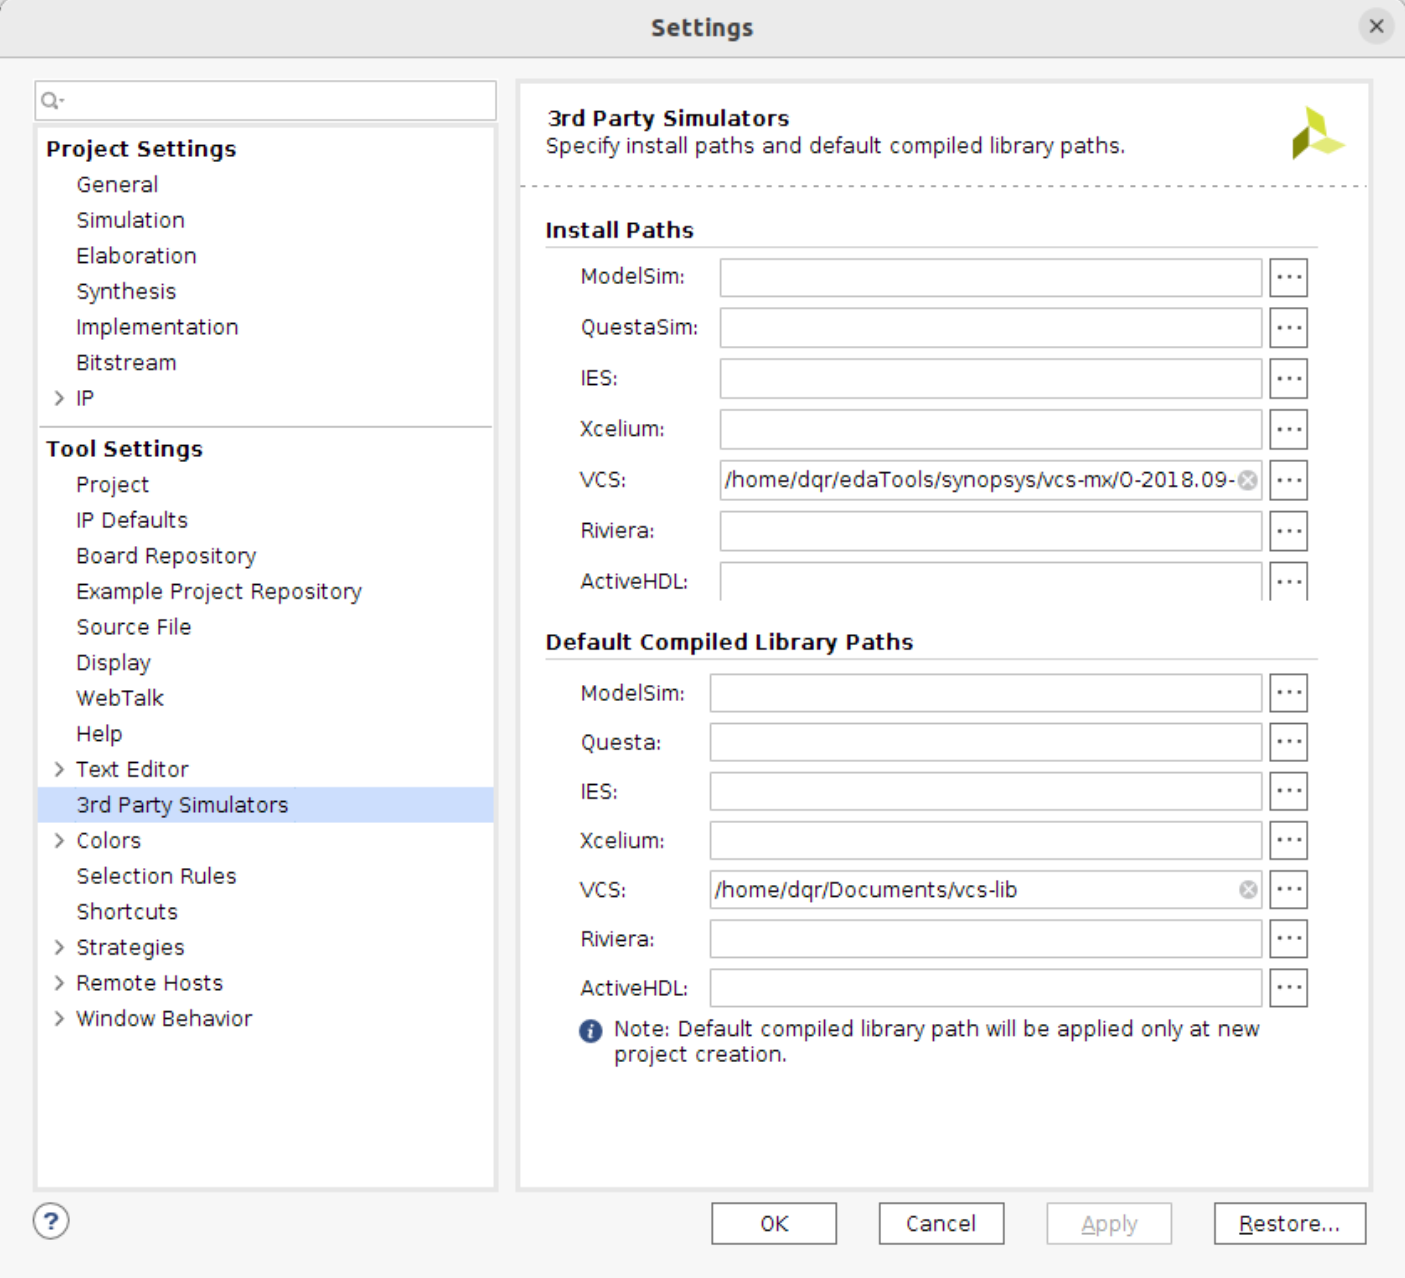 Settings
Project Settings
General
Simulation
Elaboration
Synthesis
Implementation
Bitstream
IP
Tool Settings
Project
IP Defaults
Board Repository
Example Project Repository
Source File
Display
WebTalk
Help
Text Editor
3rd Party Simulators
Colors
Selection Rules
Shortcuts
Strategies
Remote Hosts
Window Behavior
3rd Party Simulators
Specify install paths and default compiled library paths.
Install Paths
ModelSim:
QuestaSim:
IES:
Xcelium:
VCS: /home/dqr/edaTools/synopsys/vcs-mx/O-2018.09-
Riviera:
ActiveHDL:
Default Compiled Library Paths
ModelSim:
Questa:
IES:
Xcelium:
VCS: /home/dqr/Documents/vcs-lib
Riviera:
ActiveHDL:
Note: Default compiled library path will be applied only at new
project creation.
OK Cancel Apply Restore...